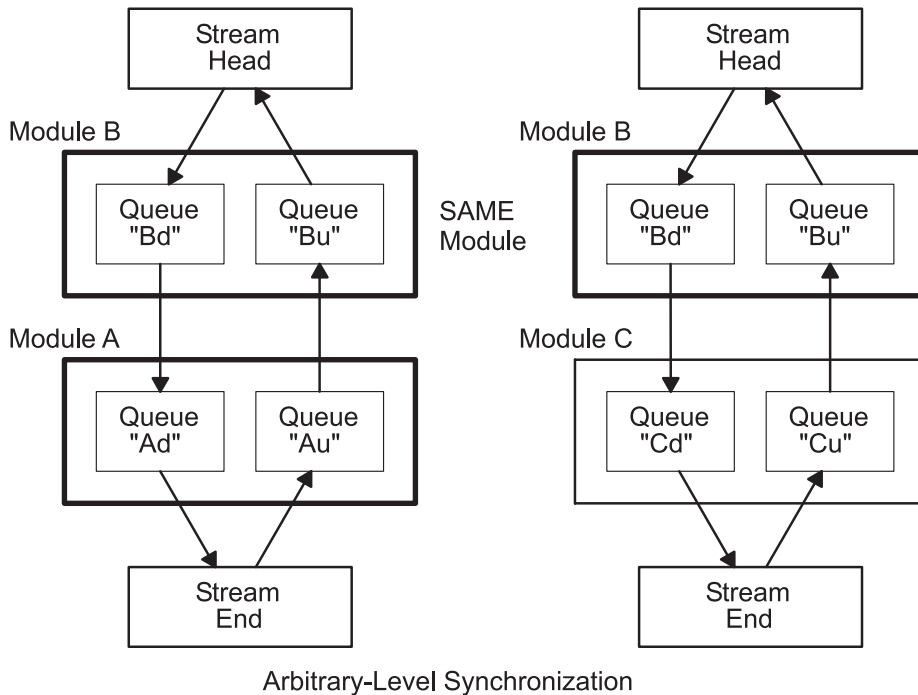 Stream
Head
Stream
Head
Module B
Module B
Queue
"Bd"
Queue
"Bu"
SAME
Module
Queue
"Bd"
Queue
"Bu"
Module A
Module C
Queue
"Ad"
Queue
"Au"
Queue
"Cd"
Queue
"Cu"
Stream
End
Stream
End
Arbitrary-Level Synchronization